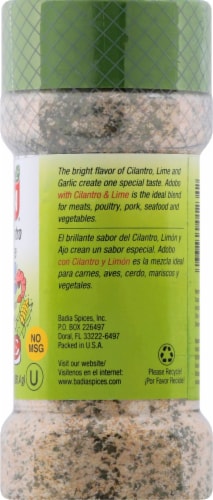 The bright flavor of Cilantro, Lime and
Garlic create one special taste. Adobo
with Cilantro & Lime is the ideal blend
for meats, poultry, pork, seafood and
vegetables.
El brillante sabor del Cilantro, Limón y
Ajo crean un sabor especial. Adobo
con Cilantro y Limón es la mezcla ideal
para carnes, aves, cerdo, mariscos y
vegetales.
Badia Spices, Inc.
P.O. BOX 226497
Doral, FL 33222-6497
Packed in U.S.A.
Visit our website/
Visitenos en el internet:
www.badiaspices.com
Please Recycle/
¡Por Favor Recicle!
NO
MSG
U